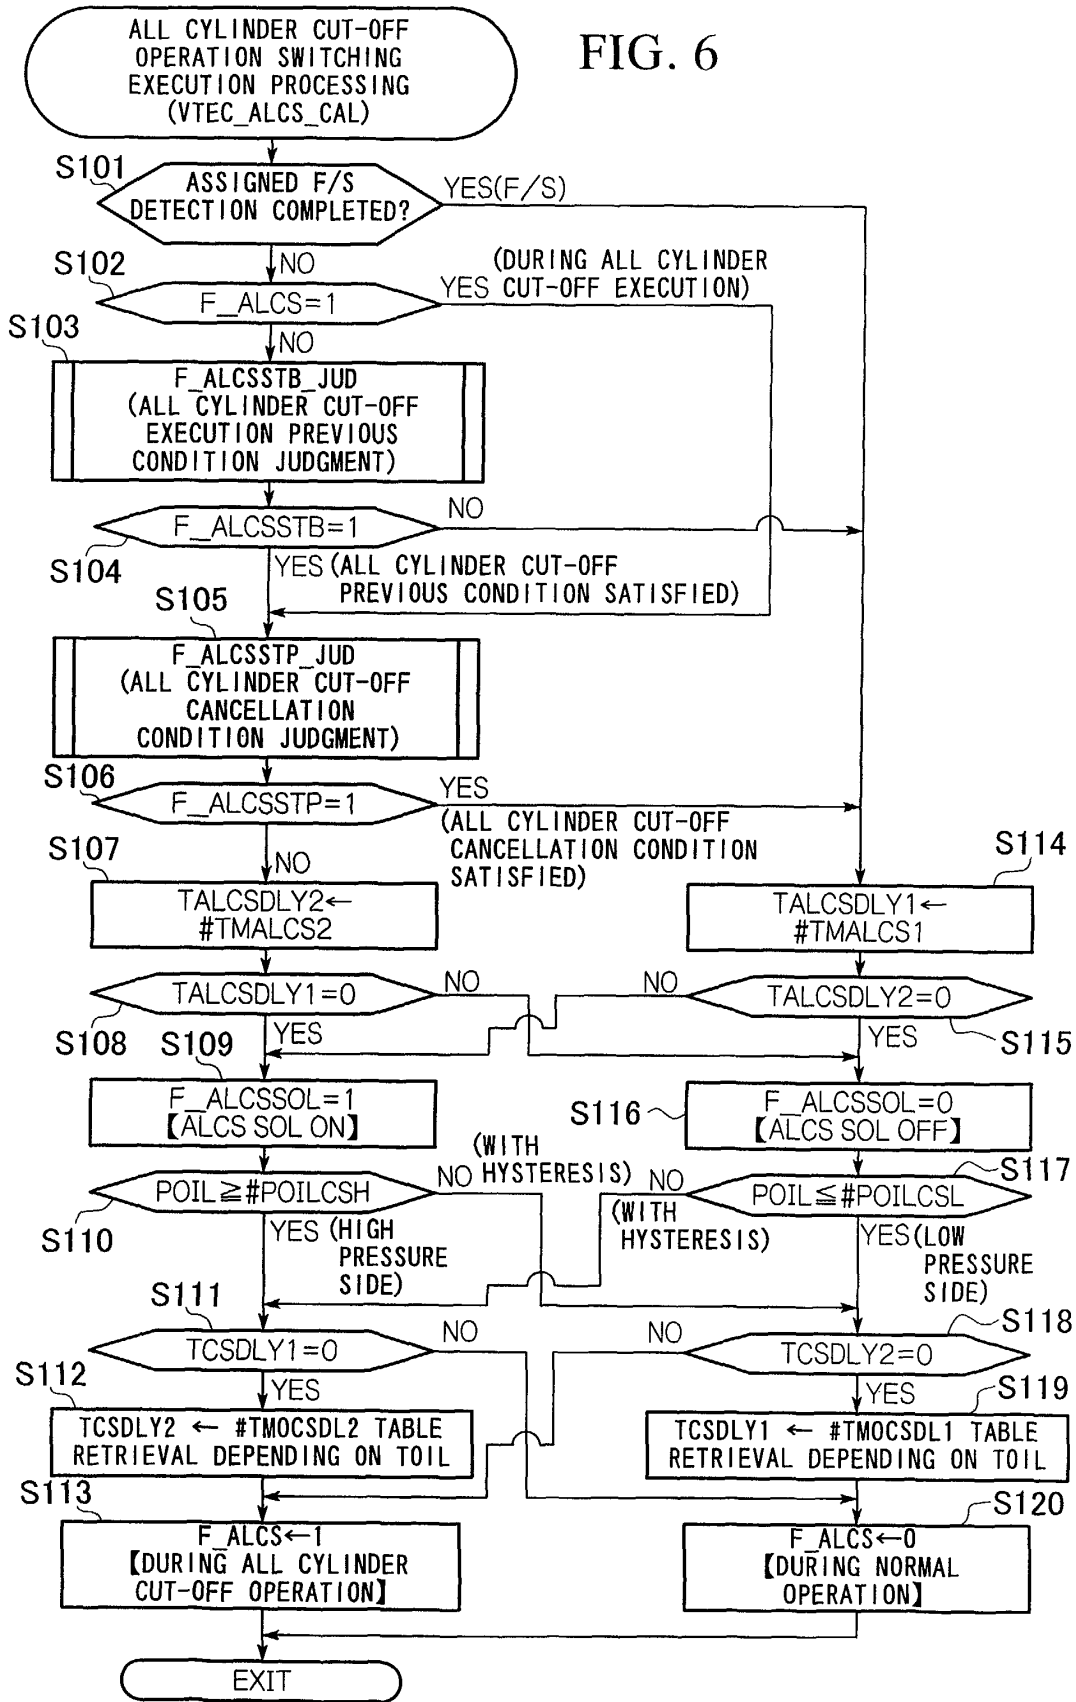 FIG. 6
ALL CYLINDER CUT-OFF
OPERATION SWITCHING
EXECUTION PROCESSING
(VTEC_ALCS_CAL)
S101
ASSIGNED F/S
DETECTION COMPLETED?
YES(F/S)
NO
S102
F_ALCS=1
YES
(DURING ALL CYLINDER
CUT-OFF EXECUTION)
NO
S103
F_ALCSSTB_JUD
(ALL CYLINDER CUT-OFF
EXECUTION PREVIOUS
CONDITION JUDGMENT)
S104
F_ALCSSTB=1
NO
YES (ALL CYLINDER CUT-OFF
PREVIOUS CONDITION SATISFIED)
S105
F_ALCSSTP_JUD
(ALL CYLINDER CUT-OFF
CANCELLATION
CONDITION JUDGMENT)
S106
F_ALCSSTP=1
YES
(ALL CYLINDER CUT-OFF
CANCELLATION CONDITION
SATISFIED)
NO
S107
TALCSDLY2←
#TMALCS2
S114
TALCSDLY1←
#TMALCS1
S108
TALCSDLY1=0
NO
YES
NO
TALCSDLY2=0
S115
YES
S109
F_ALCSSOL=1
【ALCS SOL ON】
S116
F_ALCSSOL=0
【ALCS SOL OFF】
S110
POIL≧#POILCSH
NO
(WITH
HYSTERESIS)
YES (HIGH
PRESSURE
SIDE)
S117
POIL≦#POILCSL
NO
(WITH
HYSTERESIS)
YES(LOW
PRESSURE
SIDE)
S111
TCSDLY1=0
NO
YES
S118
NO
TCSDLY2=0
YES
S112
TCSDLY2 ← #TMOCSDL2 TABLE
RETRIEVAL DEPENDING ON TOIL
S119
TCSDLY1 ← #TMOCSDL1 TABLE
RETRIEVAL DEPENDING ON TOIL
S113
F_ALCS←1
【DURING ALL CYLINDER
CUT-OFF OPERATION】
S120
F_ALCS←0
【DURING NORMAL
OPERATION】
EXIT